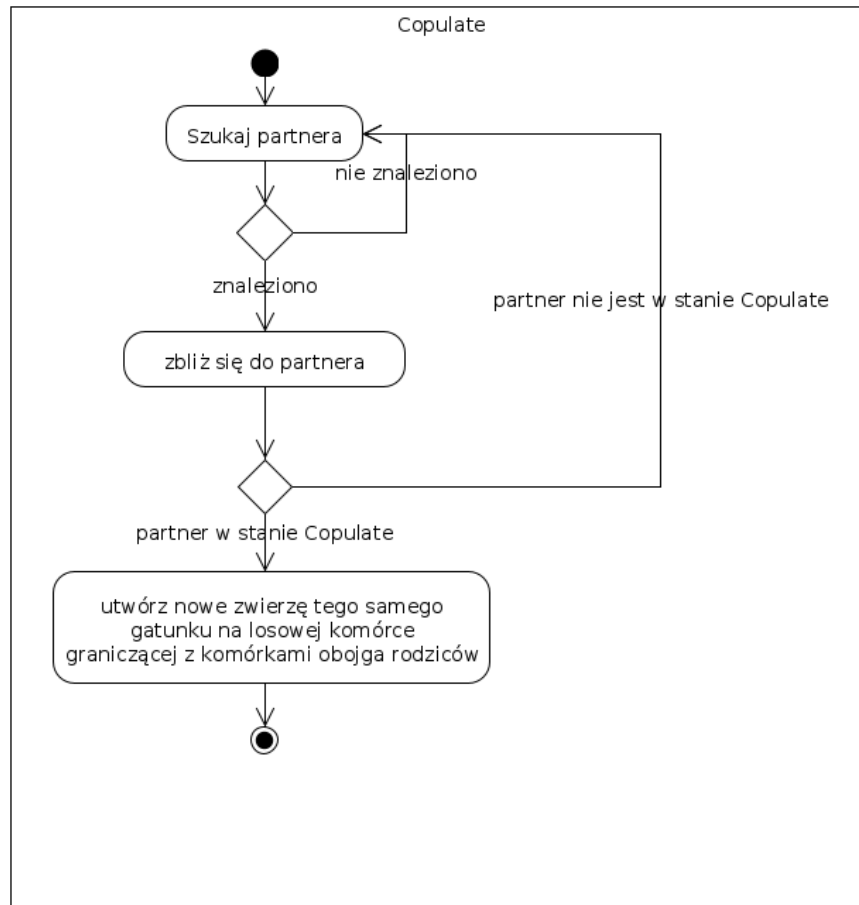 Copulate
Szukaj partnera
nie znaleziono
znaleziono
partner nie jest w stanie Copulate
zbliż się do partnera
partner w stanie Copulate
utwórz nowe zwierzę tego samego
gatunku na losowej komórce
graniczącej z komórkami obojga rodziców